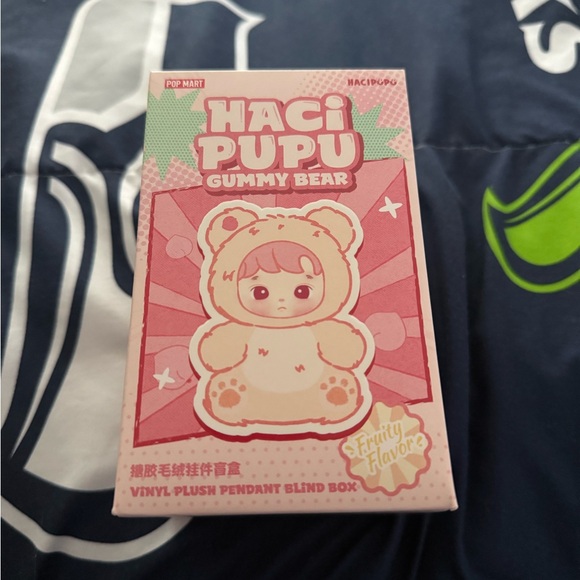 POP MART
HACIPUPU
HACi
PUPU
GUMMY BEAR
Fruity
Flavor
搪胶毛绒挂件盲盒
ViNYL PLUSH PENDANT BLiND BOX